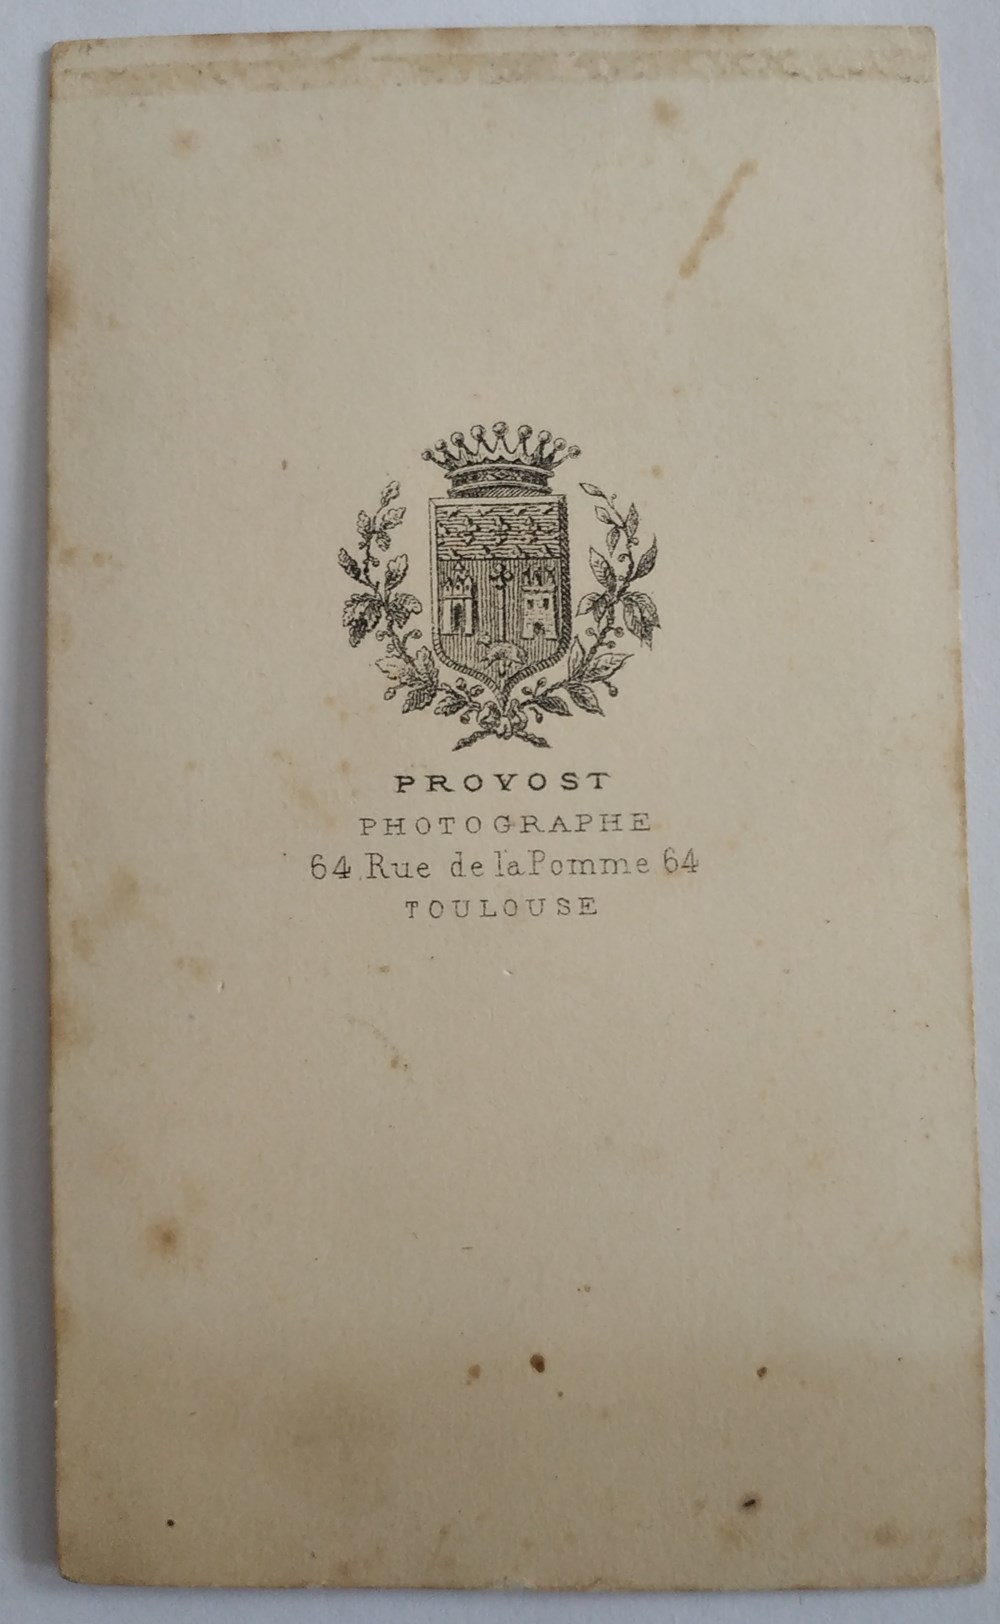 PROVOST
PHOTOGRAPHE
64, Rue de la Pomme 64
TOULOUSE